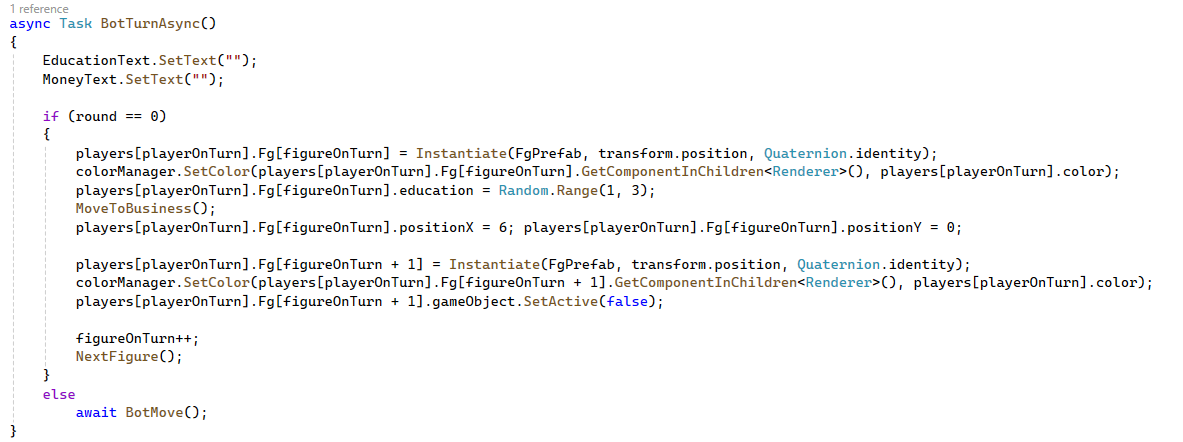 1 reference
async Task BotTurnAsync()
{
    EducationText.SetText("");
    MoneyText.SetText("");

    if (round == 0)
    {
        players[playerOnTurn].Fg[figureOnTurn] = Instantiate(FgPrefab, transform.position, Quaternion.identity);
        colorManager.SetColor(players[playerOnTurn].Fg[figureOnTurn].GetComponentInChildren<Renderer>(), players[playerOnTurn].color);
        players[playerOnTurn].Fg[figureOnTurn].education = Random.Range(1, 3);
        MoveToBusiness();
        players[playerOnTurn].Fg[figureOnTurn].positionX = 6; players[playerOnTurn].Fg[figureOnTurn].positionY = 0;

        players[playerOnTurn].Fg[figureOnTurn + 1] = Instantiate(FgPrefab, transform.position, Quaternion.identity);
        colorManager.SetColor(players[playerOnTurn].Fg[figureOnTurn + 1].GetComponentInChildren<Renderer>(), players[playerOnTurn].color);
        players[playerOnTurn].Fg[figureOnTurn + 1].gameObject.SetActive(false);

        figureOnTurn++;
        NextFigure();
    }
    else
        await BotMove();
}